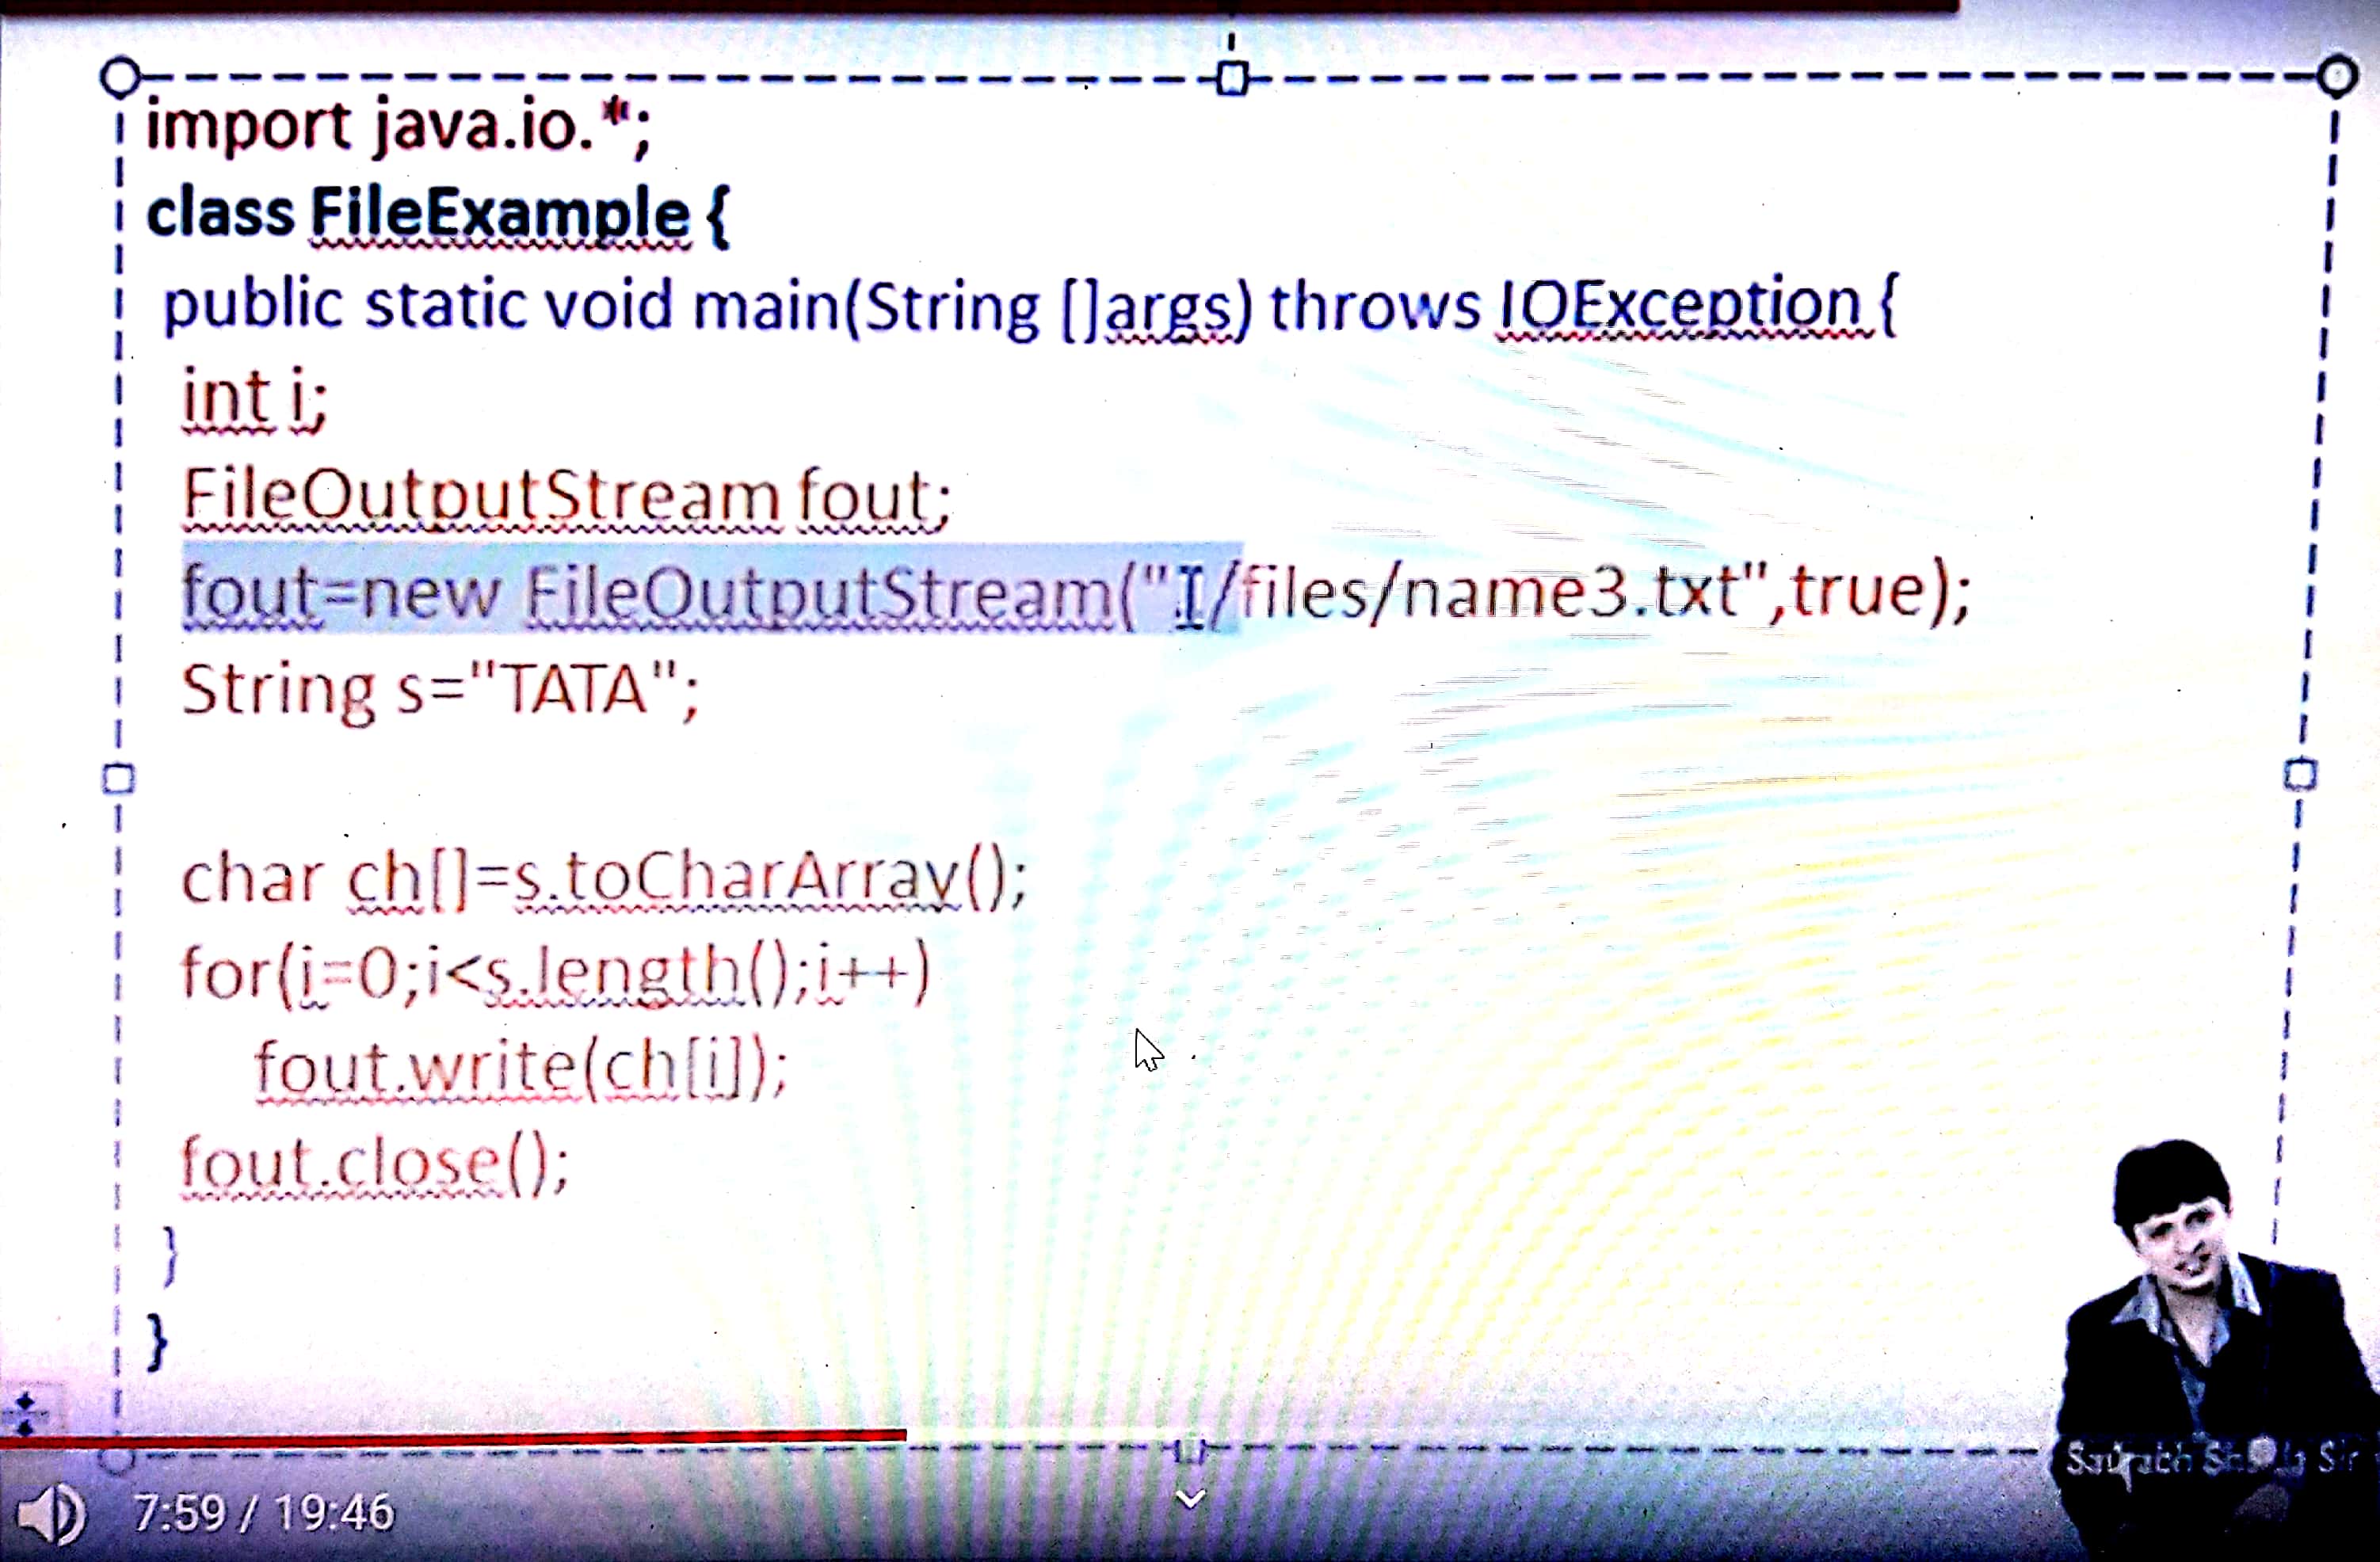 import java.io.*;
class FileExample {
public static void main(String []args) throws IOException {
int i;
FileOutputStream fout;
fout=new FileOutputStream("./files/name3.txt",true);
String s="TATA";
char ch[]=s.toCharArray();
for(i=0;i<s.length();i++)
fout.write(ch[i]);
fout.close();
}
}
Saurabh Shukla Sir
7:59 / 19:46